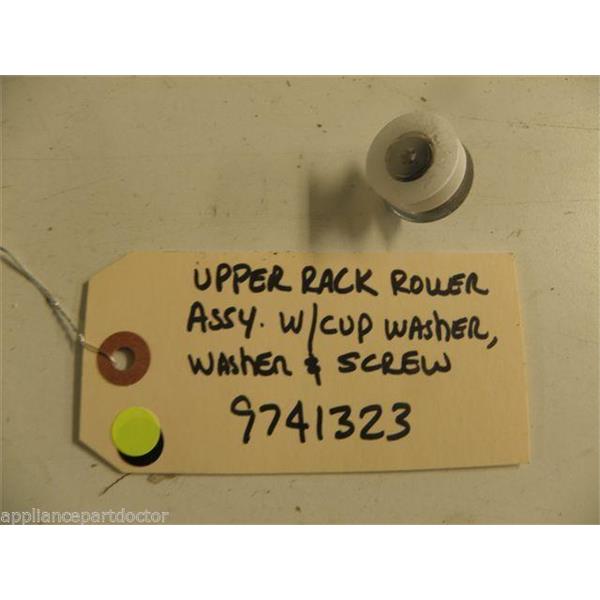 UPPER RACK ROLLER
ASSY. W/CUP WASHER,
WASHER & SCREW
9741323
appliancepartdoctor